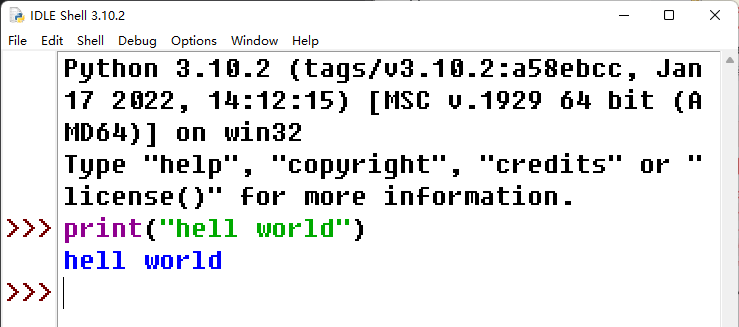 IDLE Shell 3.10.2
File Edit Shell Debug Options Window Help
Python 3.10.2 (tags/v3.10.2:a58ebcc, Jan
17 2022, 14:12:15) [MSC v.1929 64 bit (A
MD64)] on win32
Type "help", "copyright", "credits" or "
license()" for more information.
>>> print("hell world")
hell world
>>>